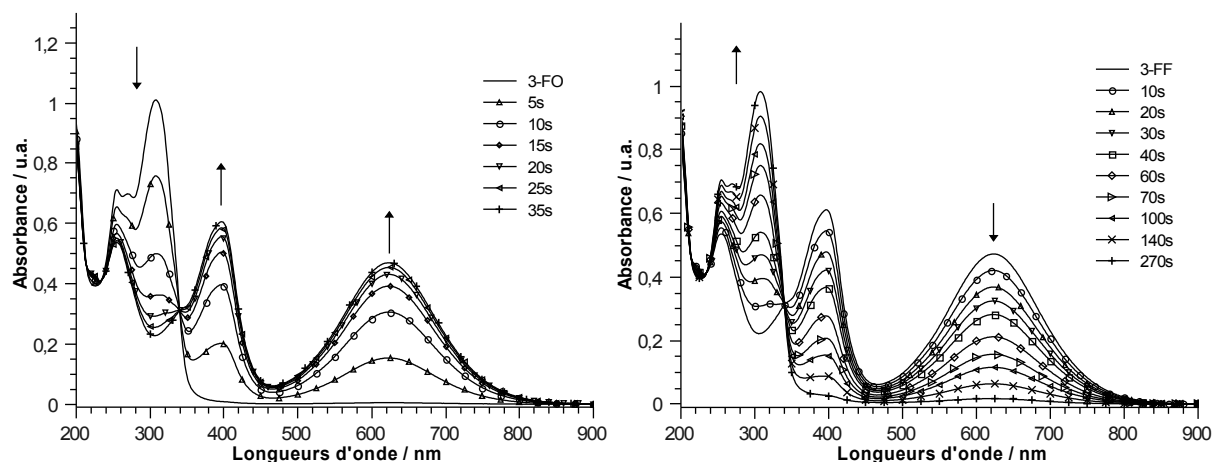 1,2
1
0,8
0,6
0,4
0,2
0
Absorbance / u.a.
200 300 400 500 600 700 800 900
Longueurs d'onde / nm
3-FO
5s
10s
15s
20s
25s
35s
1
0,8
0,6
0,4
0,2
0
Absorbance / u.a.
200 300 400 500 600 700 800 900
Longueurs d'onde / nm
3-FF
10s
20s
30s
40s
60s
70s
100s
140s
270s